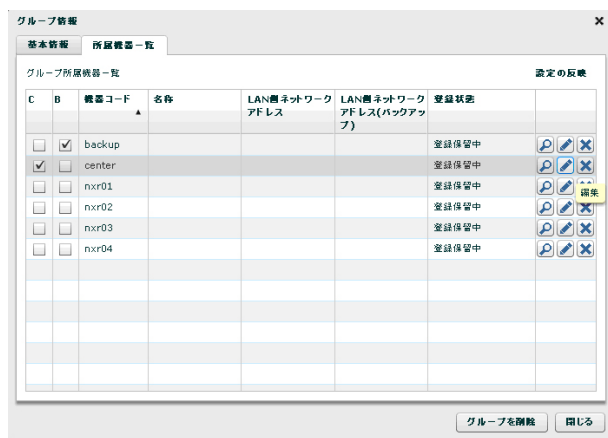 グループ情報
基本情報 所属機器一覧
グループ所属機器一覧 設定の反映
C B 機器コード 名称 LAN側ネットワークアドレス LAN側ネットワークアドレス(バックアップ) 登録状態
backup 登録保留中
center 登録保留中
nxr01 登録保留中
編集
nxr02 登録保留中
nxr03 登録保留中
nxr04 登録保留中
グループを削除 閉じる